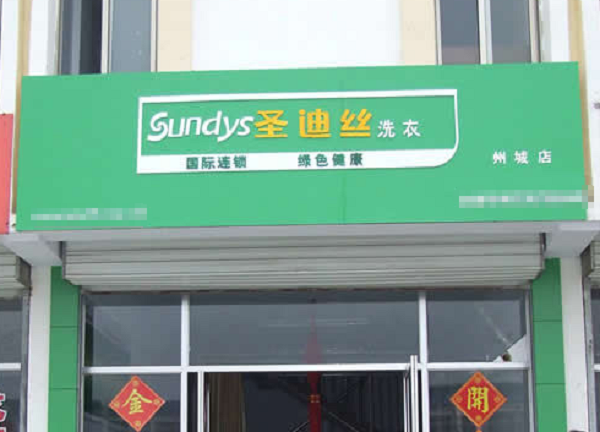 Sundys圣迪丝洗衣
国际连锁 绿色健康
州城店
金 開